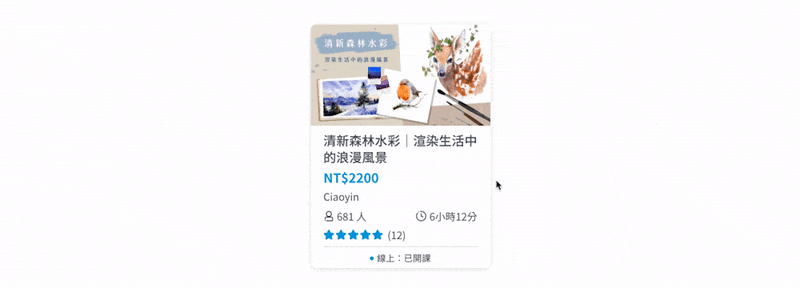 清新森林水彩
渲染生活中的浪漫風景
清新森林水彩｜渲染生活中
的浪漫風景
NT$2200
Ciaoyin
681 人
6小時12分
(12)
線上：已開課